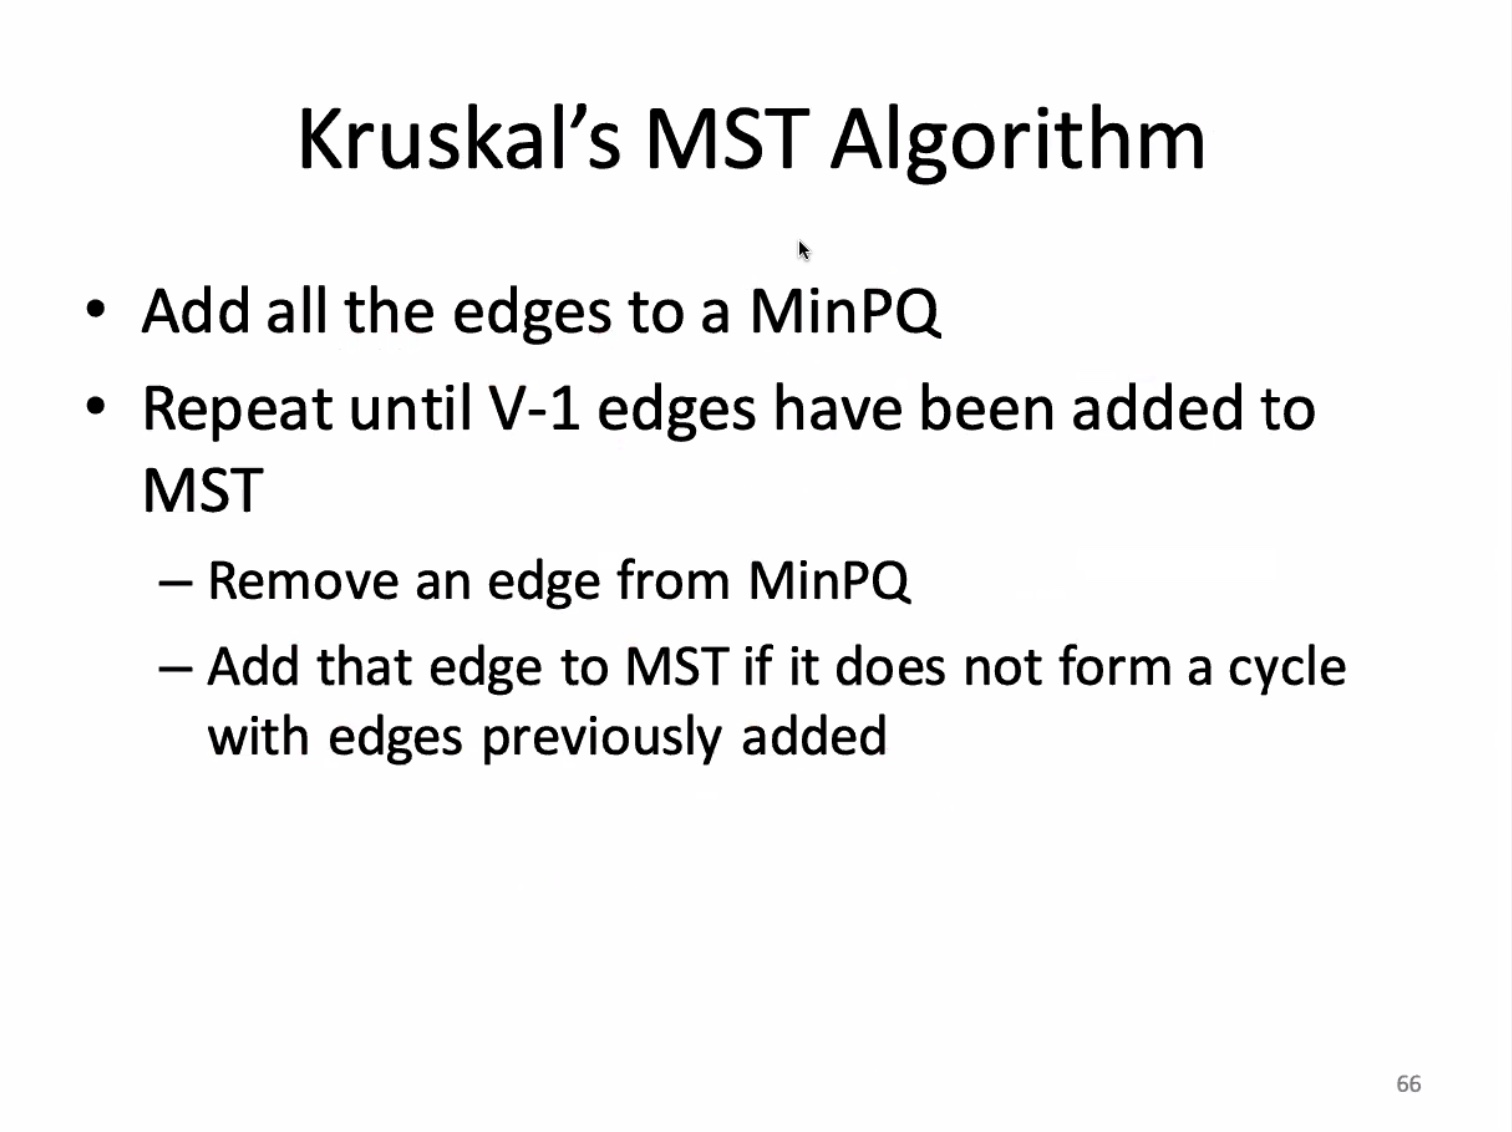 Kruskal’s MST Algorithm
• Add all the edges to a MinPQ
• Repeat until V-1 edges have been added to
MST
– Remove an edge from MinPQ
– Add that edge to MST if it does not form a cycle
with edges previously added
66